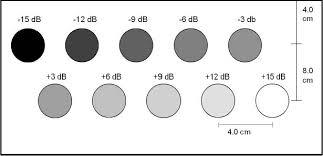 -15 dB -12 dB -9 dB -6 dB -3 db
4.0
cm
+3 dB +6 dB +9 dB +12 dB +15 dB
8.0
cm
4.0 cm